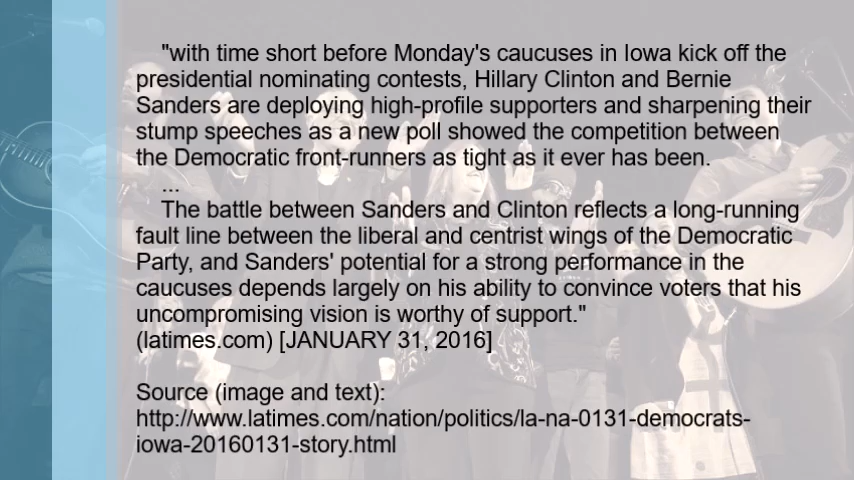 "with time short before Monday's caucuses in Iowa kick off the
presidential nominating contests, Hillary Clinton and Bernie
Sanders are deploying high-profile supporters and sharpening their
stump speeches as a new poll showed the competition between
the Democratic front-runners as tight as it ever has been.
...
The battle between Sanders and Clinton reflects a long-running
fault line between the liberal and centrist wings of the Democratic
Party, and Sanders' potential for a strong performance in the
caucuses depends largely on his ability to convince voters that his
uncompromising vision is worthy of support."
(latimes.com) [JANUARY 31, 2016]
Source (image and text):
http://www.latimes.com/nation/politics/la-na-0131-democrats-
iowa-20160131-story.html